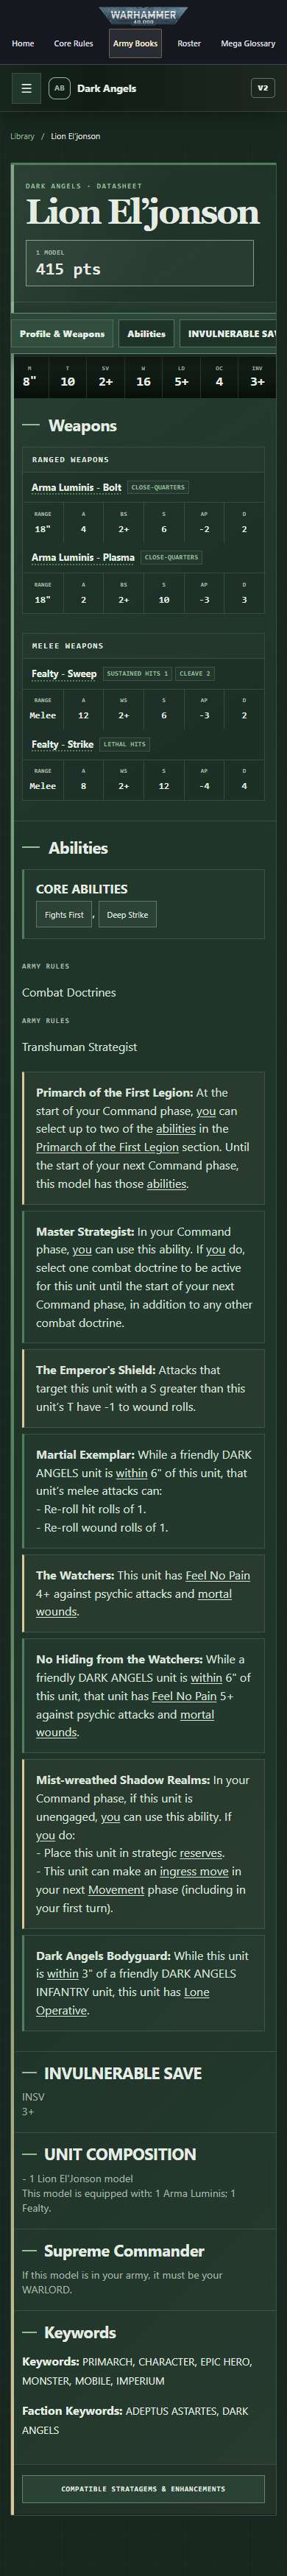 WARHAMMER
40,000
Home Core Rules Army Books Roster Mega Glossary
☰ AB Dark Angels V2
Library / Lion El'jonson
DARK ANGELS - DATASHEET
Lion El'jonson
1 MODEL
415 pts
Profile & Weapons Abilities INVULNERABLE SAV
M T SV W LD OC INV
8" 10 2+ 16 5+ 4 3+
Weapons
RANGED WEAPONS
Arma Luminis - Bolt CLOSE-QUARTERS
RANGE A BS S AP D
18" 4 2+ 6 -2 2
Arma Luminis - Plasma CLOSE-QUARTERS
RANGE A BS S AP D
18" 2 2+ 10 -3 3
MELEE WEAPONS
Fealty - Sweep SUSTAINED HITS 1 CLEAVE 2
RANGE A WS S AP D
Melee 12 2+ 6 -3 2
Fealty - Strike LETHAL HITS
RANGE A WS S AP D
Melee 8 2+ 12 -4 4
Abilities
CORE ABILITIES
Fights First, Deep Strike
ARMY RULES
Combat Doctrines
ARMY RULES
Transhuman Strategist
Primarch of the First Legion: At the
start of your Command phase, you can
select up to two of the abilities in the
Primarch of the First Legion section. Until
the start of your next Command phase,
this model has those abilities.
Master Strategist: In your Command
phase, you can use this ability. If you do,
select one combat doctrine to be active
for this unit until the start of your next
Command phase, in addition to any other
combat doctrine.
The Emperor's Shield: Attacks that
target this unit with a S greater than this
unit's T have -1 to wound rolls.
Martial Exemplar: While a friendly DARK
ANGELS unit is within 6" of this unit, that
unit's melee attacks can:
- Re-roll hit rolls of 1.
- Re-roll wound rolls of 1.
The Watchers: This unit has Feel No Pain
4+ against psychic attacks and mortal
wounds.
No Hiding from the Watchers: While a
friendly DARK ANGELS unit is within 6" of
this unit, that unit has Feel No Pain 5+
against psychic attacks and mortal
wounds.
Mist-wreathed Shadow Realms: In your
Command phase, if this unit is
unengaged, you can use this ability. If
you do:
- Place this unit in strategic reserves.
- This unit can make an ingress move in
your next Movement phase (including in
your first turn).
Dark Angels Bodyguard: While this unit
is within 3" of a friendly DARK ANGELS
INFANTRY unit, this unit has Lone
Operative.
INVULNERABLE SAVE
INSV
3+
UNIT COMPOSITION
- 1 Lion El'Jonson model
This model is equipped with: 1 Arma Luminis; 1
Fealty.
Supreme Commander
If this model is in your army, it must be your
WARLORD.
Keywords
Keywords: PRIMARCH, CHARACTER, EPIC HERO,
MONSTER, MOBILE, IMPERIUM
Faction Keywords: ADEPTUS ASTARTES, DARK
ANGELS
COMPATIBLE STRATAGEMS & ENHANCEMENTS